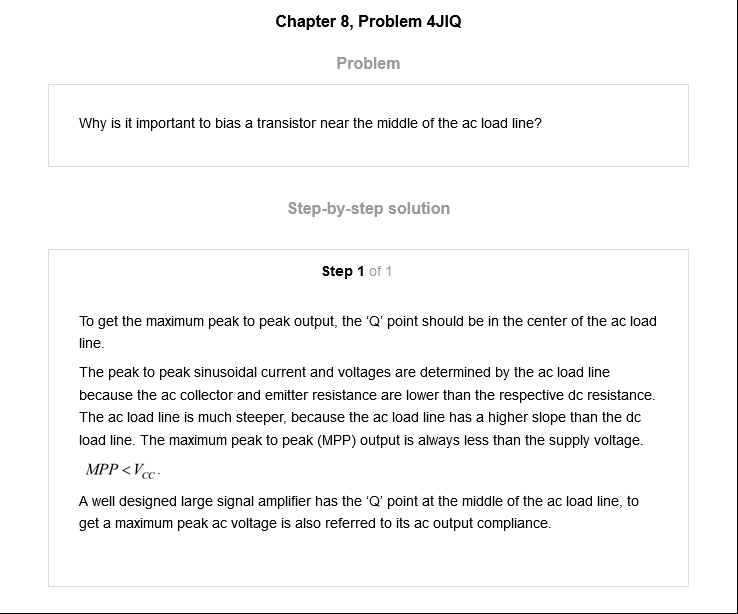 Chapter 8, Problem 4JIQ
Problem
Why is it important to bias a transistor near the middle of the ac load line?
Step-by-step solution
Step 1 of 1
To get the maximum peak to peak output, the ‘Q’ point should be in the center of the ac load
line.
The peak to peak sinusoidal current and voltages are determined by the ac load line
because the ac collector and emitter resistance are lower than the respective dc resistance.
The ac load line is much steeper, because the ac load line has a higher slope than the dc
load line. The maximum peak to peak (MPP) output is always less than the supply voltage.
MPP < VCC.
A well designed large signal amplifier has the ‘Q’ point at the middle of the ac load line, to
get a maximum peak ac voltage is also referred to its ac output compliance.